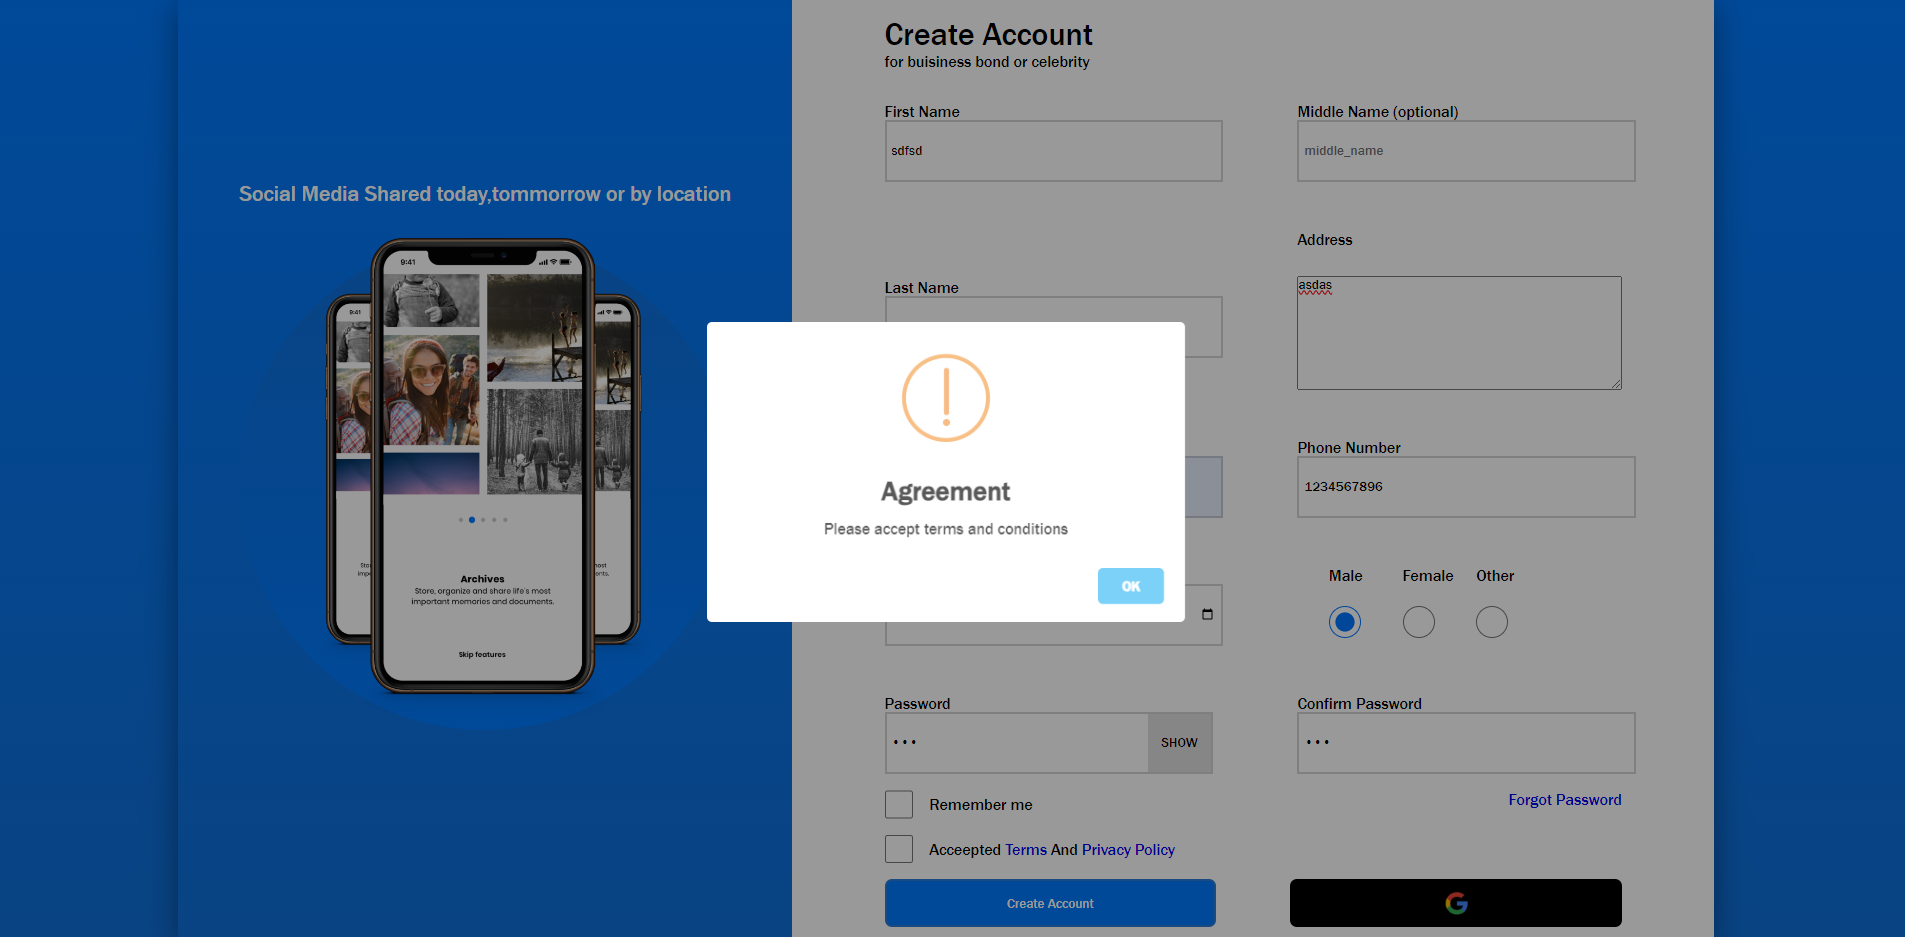 Create Account
for buisiness bond or celebrity
First Name
Middle Name (optional)
sdfsd
middle_name
Social Media Shared today,tommorrow or by location
Address
9:41
asdas
Last Name
9:41
Agreement
Please accept terms and conditions
OK
Phone Number
1234567896
Archives
Store, organize and share life's most
important memories and documents.
Skip features
Male
Female
Other
Password
Confirm Password
•••
SHOW
•••
Remember me
Forgot Password
Acceepted Terms And Privacy Policy
Create Account